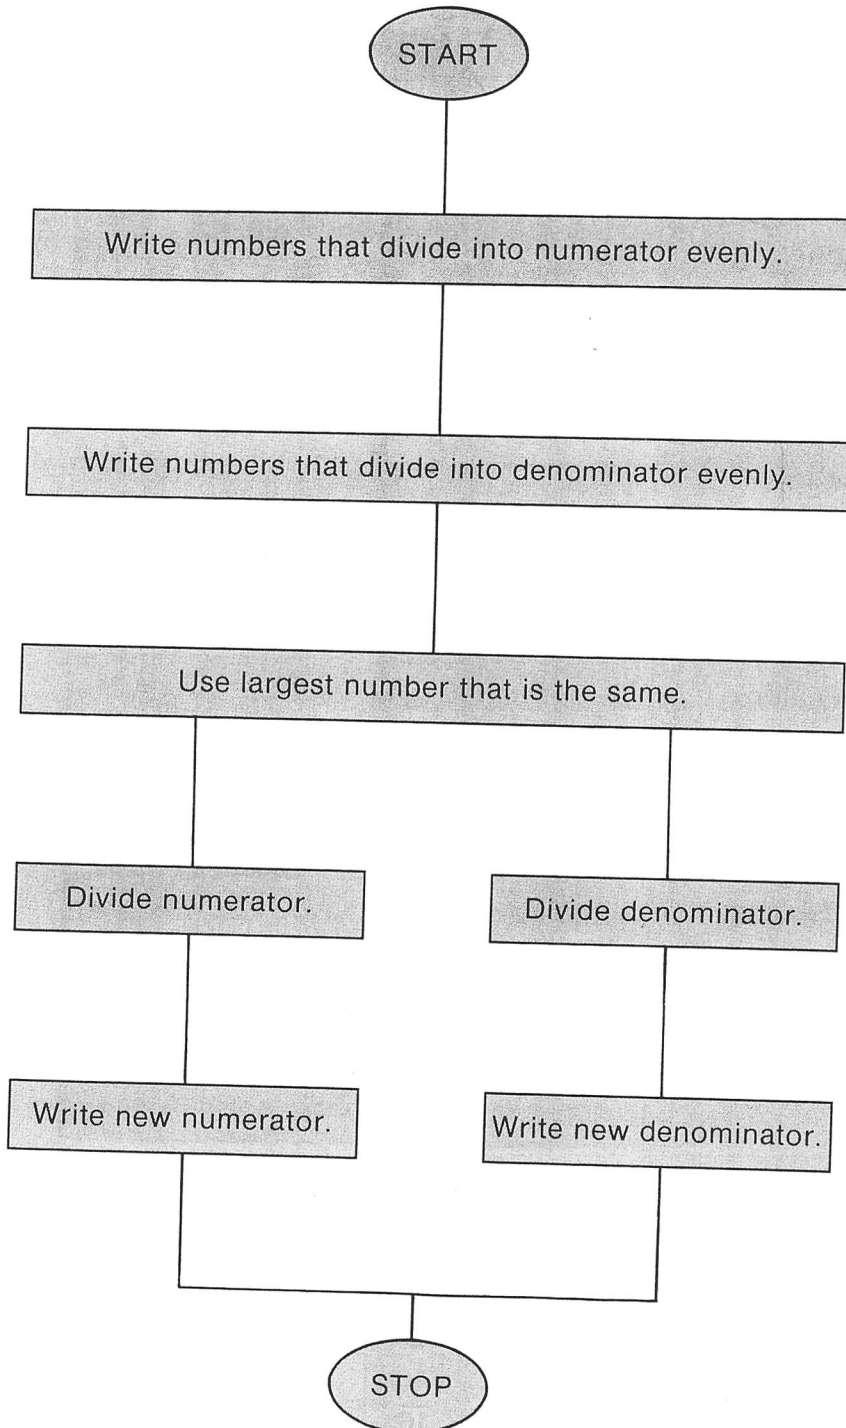 START
Write numbers that divide into numerator evenly.
Write numbers that divide into denominator evenly.
Use largest number that is the same.
Divide numerator.
Divide denominator.
Write new numerator.
Write new denominator.
STOP